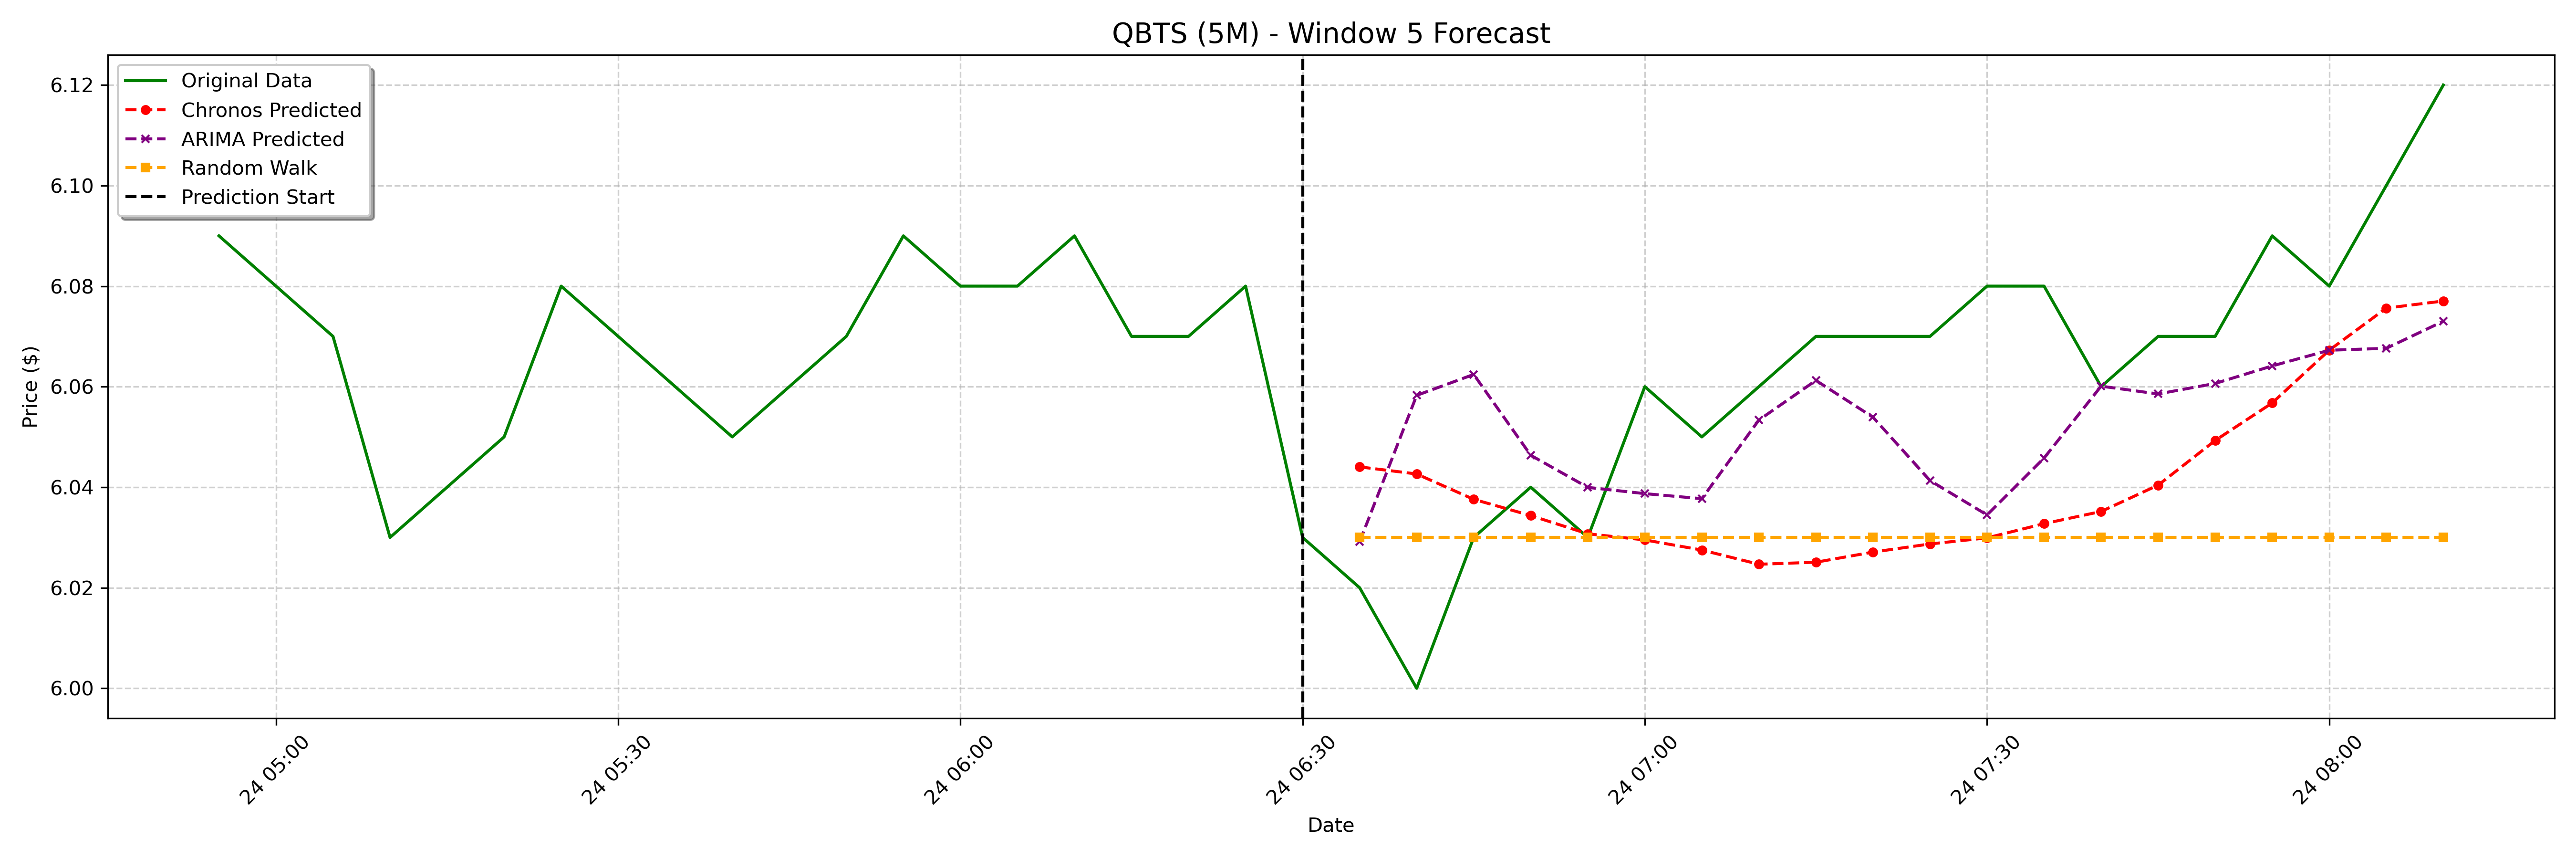 QBTS (5M) - Window 5 Forecast
Original Data
Chronos Predicted
ARIMA Predicted
Random Walk
Prediction Start
6.12
6.10
6.08
6.06
6.04
6.02
6.00
Price ($)
24 05:00
24 05:30
24 06:00
24 06:30
24 07:00
24 07:30
24 08:00
Date